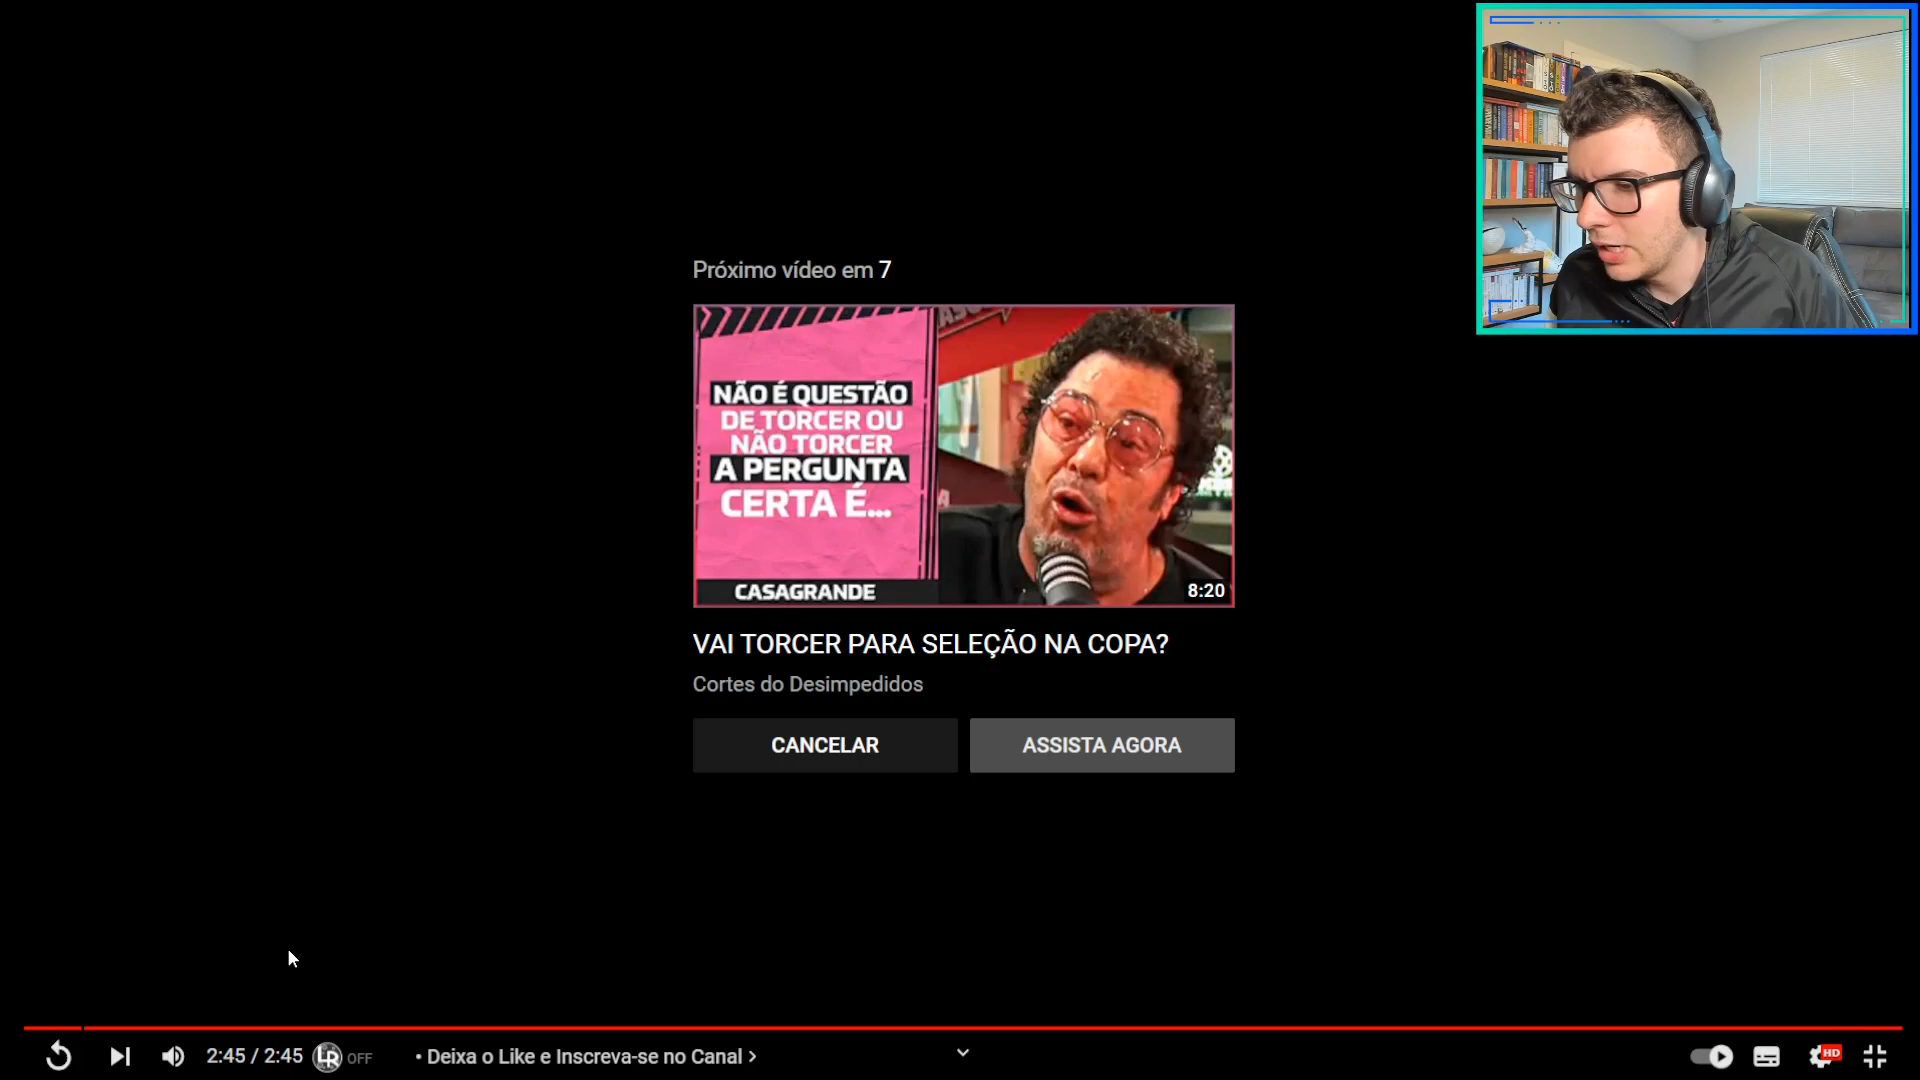 Próximo vídeo em 7
NÃO É QUESTÃO
DE TORCER OU
NÃO TORCER
A PERGUNTA
CERTA É...
CASAGRANDE
8:20
VAI TORCER PARA SELEÇÃO NA COPA?
Cortes do Desimpedidos
CANCELAR
ASSISTA AGORA
2:45 / 2:45
LR OFF
• Deixa o Like e Inscreva-se no Canal >
HD